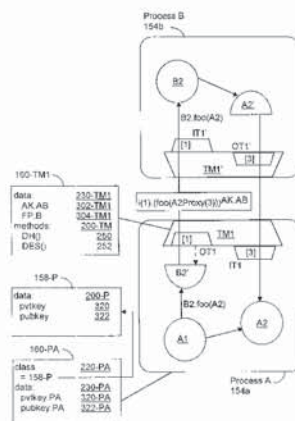 Process B
154b
B2
A2'
B2.foo(A2)
IT1'
OT1'
[1]
[3]
TM1'
160-TM1
data: 230-TM1
AK.AB 302-TM1
FP.B 304-TM1
methods: 200-TM
DH() 250
DES() 252
{(1).(foo(A2Proxy(3)))}AK.AB
TM1
[1]
[3]
OT1
IT1
B2'
158-P
data: 200-P
pvtkey 320
pubkey 322
B2.foo(A2)
A1
A2
160-PA
class 220-PA
= 158-P
data: 230-PA
pvtkey.PA 320-PA
pubkey.PA 322-PA
Process A
154a